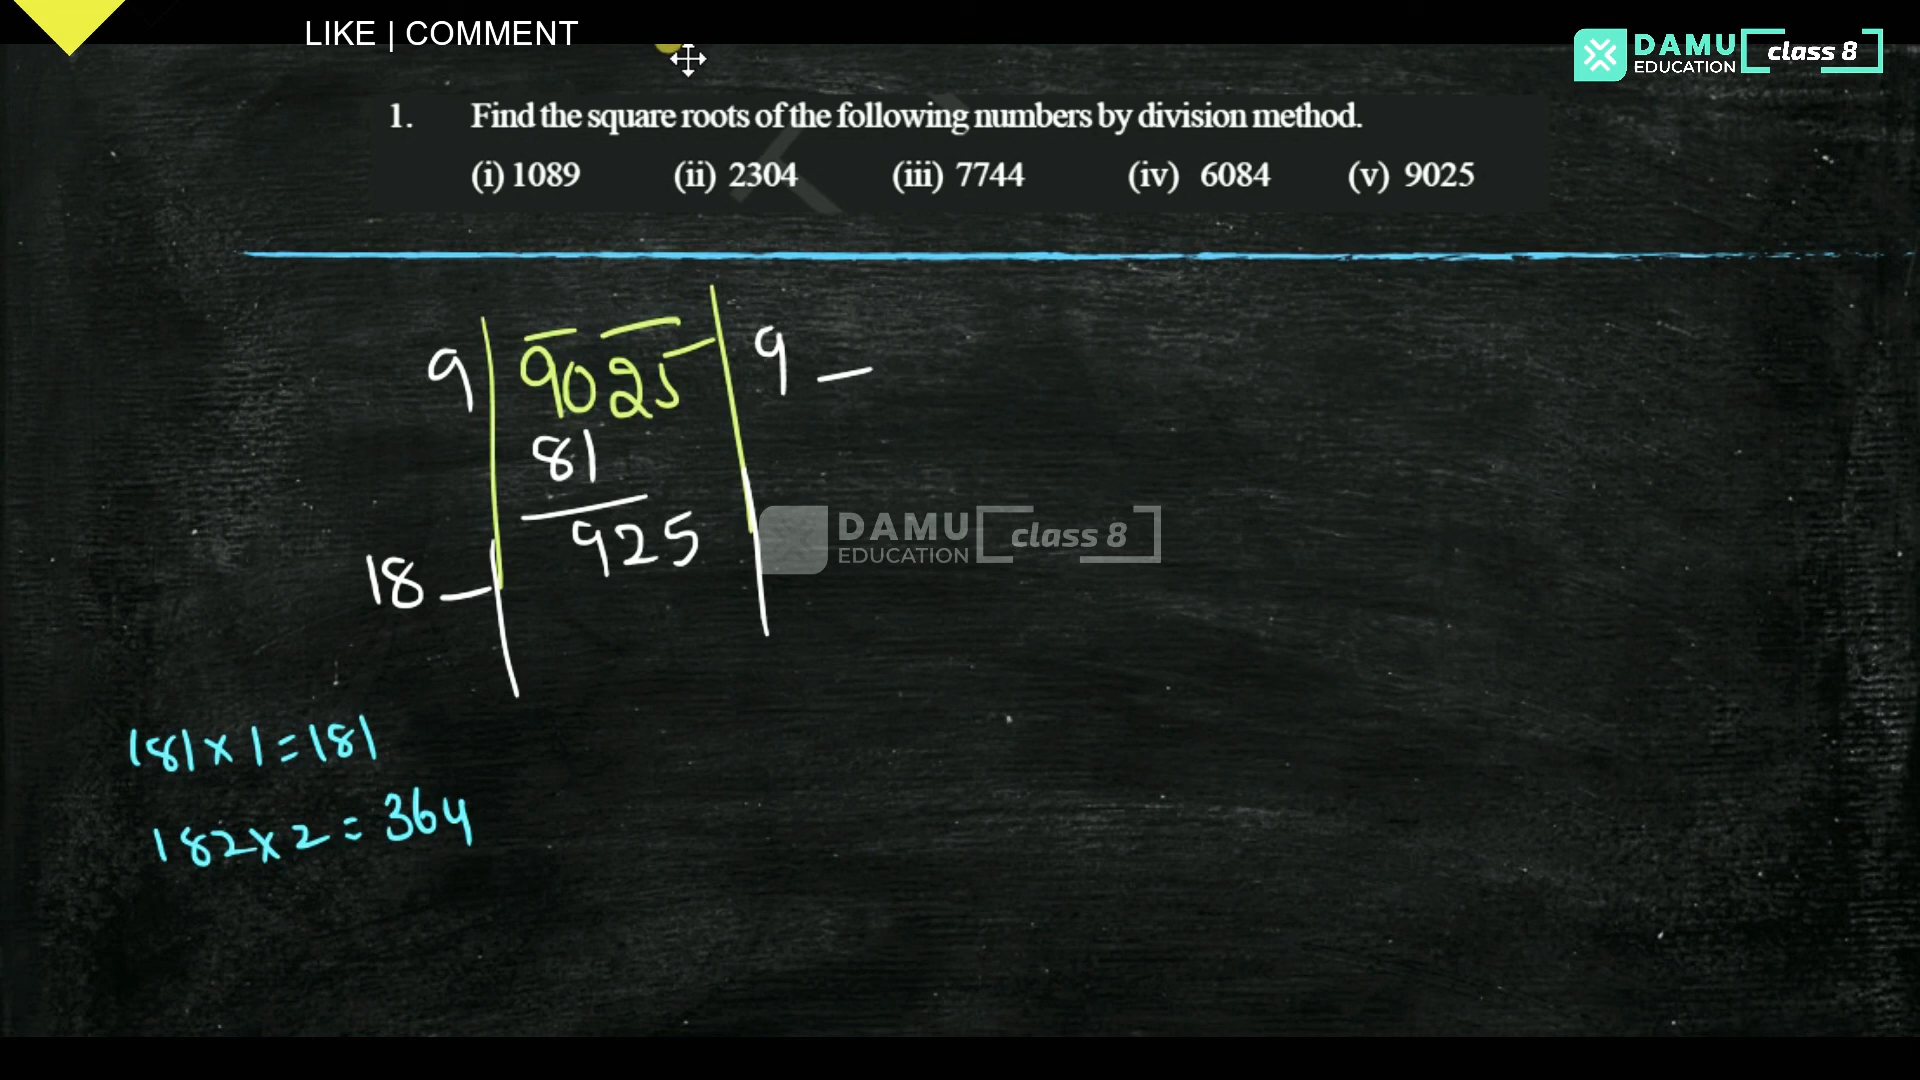 LIKE | COMMENT
DAMU
EDUCATION
class 8
1. Find the square roots of the following numbers by division method.
(i) 1089 (ii) 2304 (iii) 7744 (iv) 6084 (v) 9025
9 9025 9 _
81
925
18 _
DAMU
EDUCATION
class 8
181 × 1 = 181
182 × 2 = 364